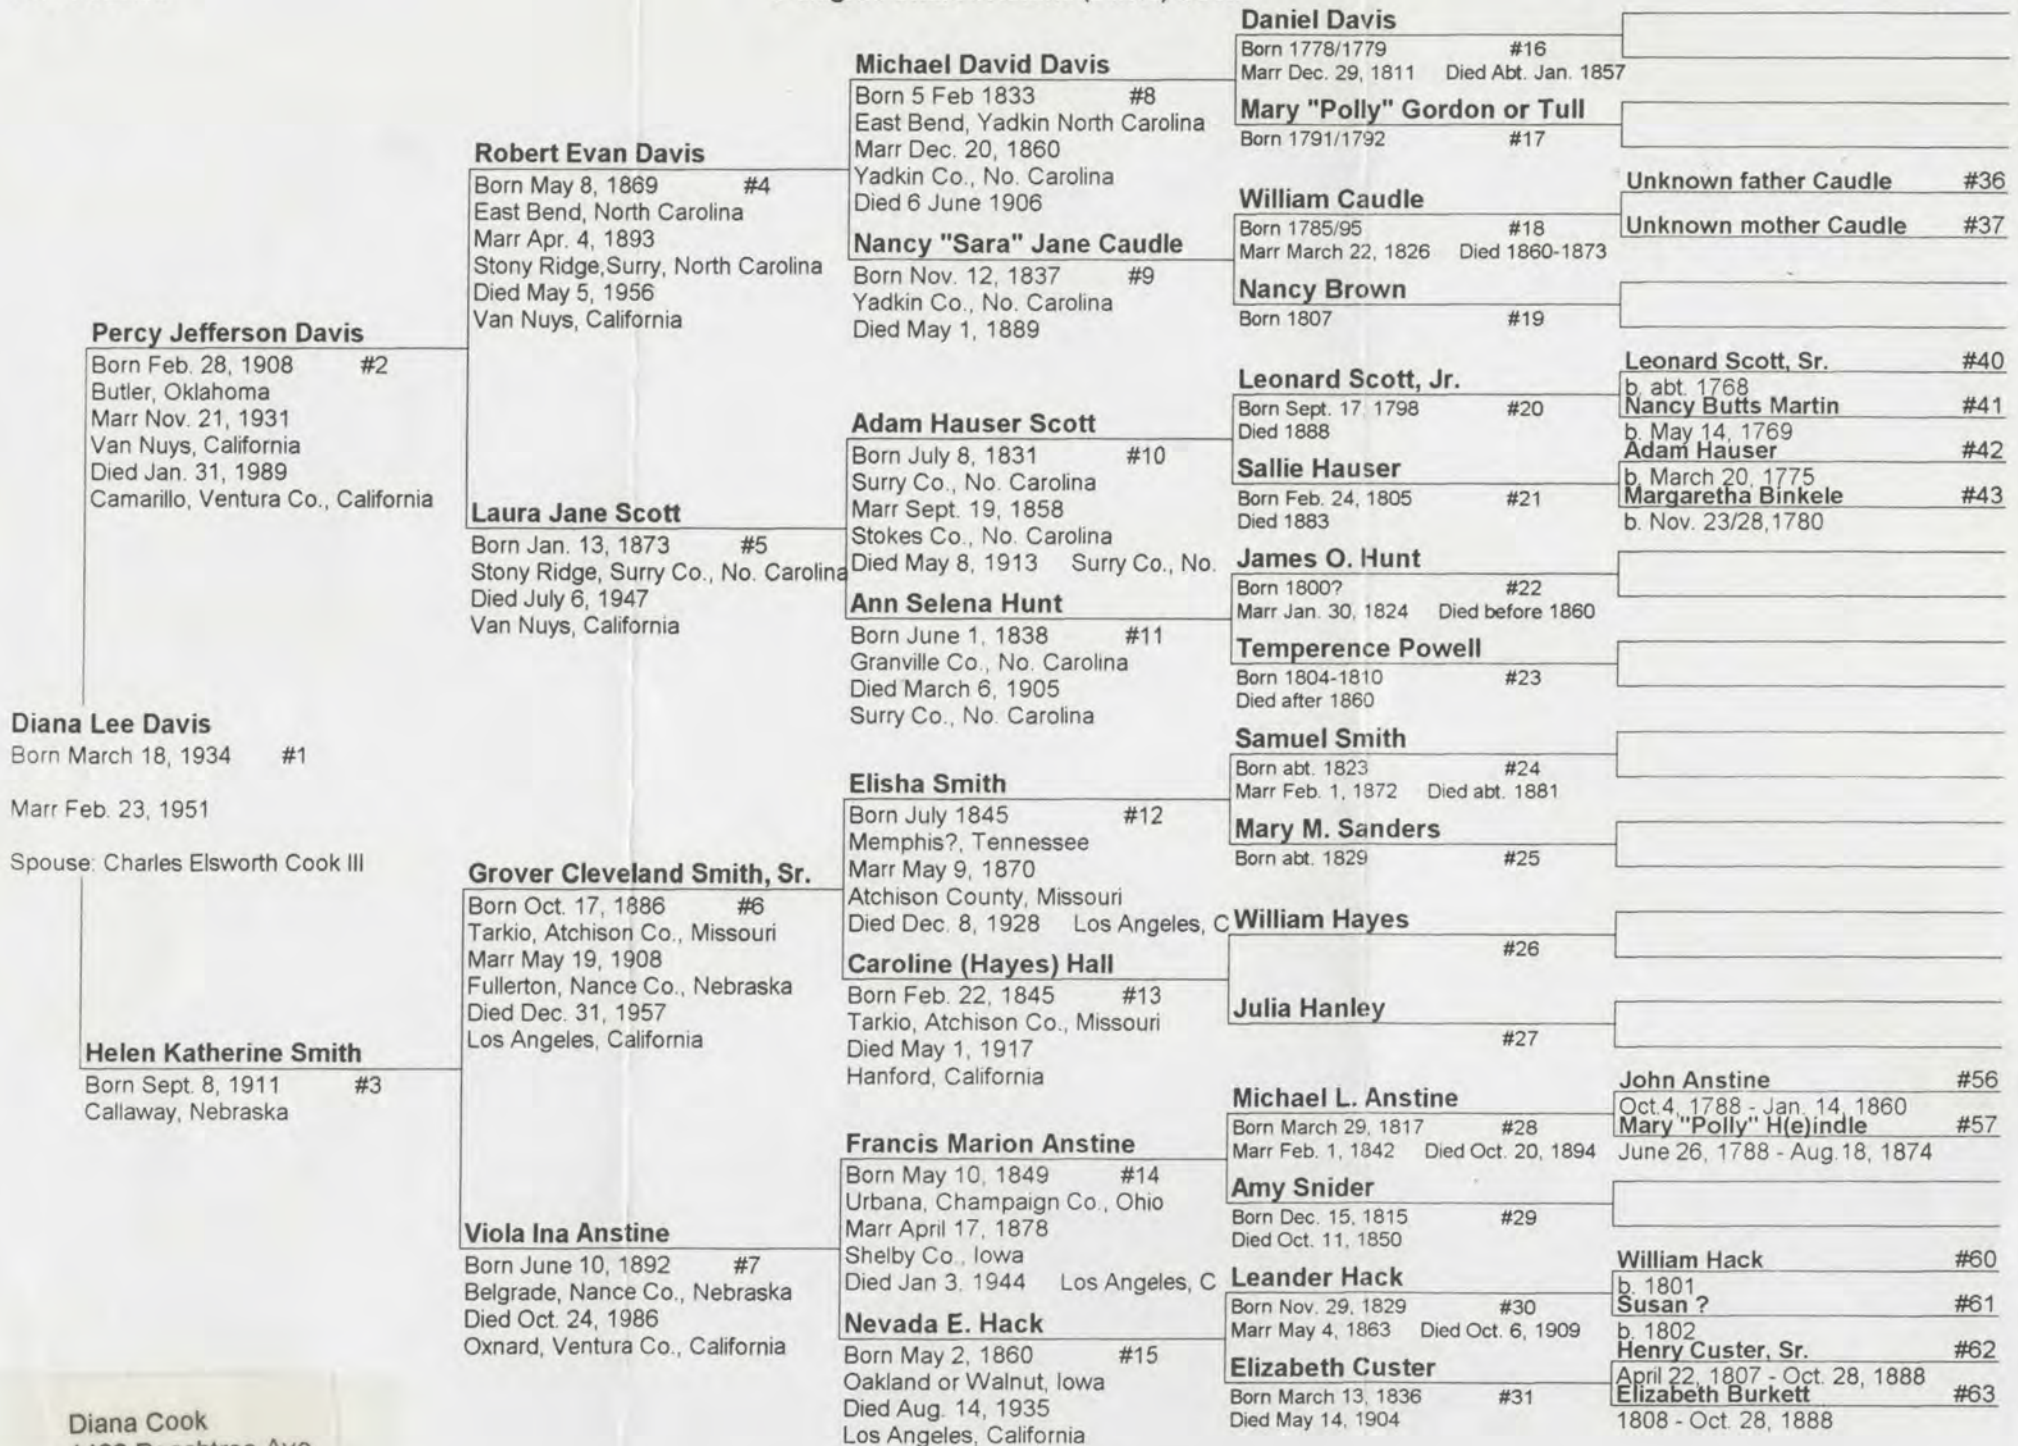 Diana Lee Davis
Born March 18, 1934 #1
Marr Feb. 23, 1951
Spouse: Charles Elsworth Cook III
Percy Jefferson Davis
Born Feb. 28, 1908 #2
Butler, Oklahoma
Marr Nov. 21, 1931
Van Nuys, California
Died Jan. 31, 1989
Camarillo, Ventura Co., California
Helen Katherine Smith
Born Sept. 8, 1911 #3
Callaway, Nebraska
Robert Evan Davis
Born May 8, 1869 #4
East Bend, North Carolina
Marr Apr. 4, 1893
Stony Ridge,Surry, North Carolina
Died May 5, 1956
Van Nuys, California
Laura Jane Scott
Born Jan. 13, 1873 #5
Stony Ridge, Surry Co., No. Carolina
Died July 6, 1947
Van Nuys, California
Grover Cleveland Smith, Sr.
Born Oct. 17, 1886 #6
Tarkio, Atchison Co., Missouri
Marr May 19, 1908
Fullerton, Nance Co., Nebraska
Died Dec. 31, 1957
Los Angeles, California
Viola Ina Anstine
Born June 10, 1892 #7
Belgrade, Nance Co., Nebraska
Died Oct. 24, 1986
Oxnard, Ventura Co., California
Michael David Davis
Born 5 Feb 1833 #8
East Bend, Yadkin North Carolina
Marr Dec. 20, 1860
Yadkin Co., No. Carolina
Died 6 June 1906
Nancy "Sara" Jane Caudle
Born Nov. 12, 1837 #9
Yadkin Co., No. Carolina
Died May 1, 1889
Adam Hauser Scott
Born July 8, 1831 #10
Surry Co., No. Carolina
Marr Sept. 19, 1858
Stokes Co., No. Carolina
Died May 8, 1913 Surry Co., No.
Ann Selena Hunt
Born June 1, 1838 #11
Granville Co., No. Carolina
Died March 6, 1905
Surry Co., No. Carolina
Elisha Smith
Born July 1845 #12
Memphis?, Tennessee
Marr May 9, 1870
Atchison County, Missouri
Died Dec. 8, 1928 Los Angeles, C
Caroline (Hayes) Hall
Born Feb. 22, 1845 #13
Tarkio, Atchison Co., Missouri
Died May 1, 1917
Hanford, California
Francis Marion Anstine
Born May 10, 1849 #14
Urbana, Champaign Co., Ohio
Marr April 17, 1878
Shelby Co., Iowa
Died Jan 3. 1944 Los Angeles, C
Nevada E. Hack
Born May 2, 1860 #15
Oakland or Walnut, Iowa
Died Aug. 14, 1935
Los Angeles, California
Daniel Davis
Born 1778/1779 #16
Marr Dec. 29, 1811 Died Abt. Jan. 1857
Mary "Polly" Gordon or Tull
Born 1791/1792 #17
William Caudle
Born 1785/95 #18
Marr March 22, 1826 Died 1860-1873
Nancy Brown
Born 1807 #19
Leonard Scott, Jr.
Born Sept. 17, 1798 #20
Died 1888
Sallie Hauser
Born Feb. 24, 1805 #21
Died 1883
James O. Hunt
Born 1800? #22
Marr Jan. 30, 1824 Died before 1860
Temperence Powell
Born 1804-1810 #23
Died after 1860
Samuel Smith
Born abt. 1823 #24
Marr Feb. 1, 1872 Died abt. 1881
Mary M. Sanders
Born abt. 1829 #25
William Hayes
#26
Julia Hanley
#27
Michael L. Anstine
Born March 29, 1817 #28
Marr Feb. 1, 1842 Died Oct. 20, 1894
Amy Snider
Born Dec. 15, 1815 #29
Died Oct. 11, 1850
Leander Hack
Born Nov. 29, 1829 #30
Marr May 4, 1863 Died Oct. 6, 1909
Elizabeth Custer
Born March 13, 1836 #31
Died May 14, 1904
Unknown father Caudle #36
Unknown mother Caudle #37
Leonard Scott, Sr. #40
b. abt. 1768
Nancy Butts Martin #41
b. May 14, 1769
Adam Hauser #42
b. March 20, 1775
Margaretha Binkele #43
b. Nov. 23/28,1780
John Anstine #56
Oct.4, 1788 - Jan. 14, 1860
Mary "Polly" H(e)indle #57
June 26, 1788 - Aug.18, 1874
William Hack #60
b. 1801
Susan ? #61
b. 1802
Henry Custer, Sr. #62
April 22, 1807 - Oct. 28, 1888
Elizabeth Burkett #63
1808 - Oct. 28, 1888
Diana Cook
Ave